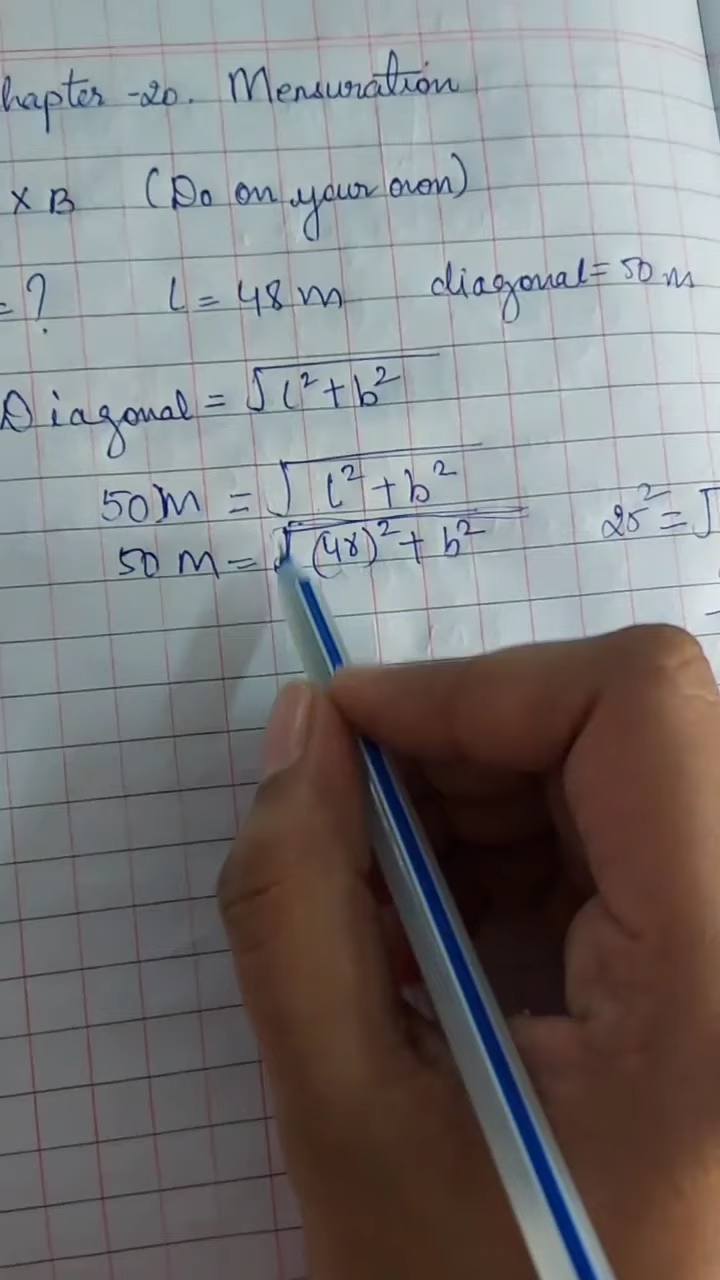 hapter -20. Mensuration
x B (Do on your own)
= ? l = 48 m diagonal = 50 m
Diagonal = √l² + b²
50 m = √l² + b²
50 m = √(48)² + b² 25² = √